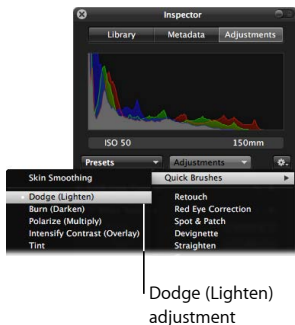 Inspector
Library Metadata Adjustments
ISO 50 150mm
Presets Adjustments
Skin Smoothing Quick Brushes
Dodge (Lighten) Retouch
Burn (Darken) Red Eye Correction
Polarize (Multiply) Spot & Patch
Intensify Contrast (Overlay) Devignette
Tint Straighten
Dodge (Lighten)
adjustment